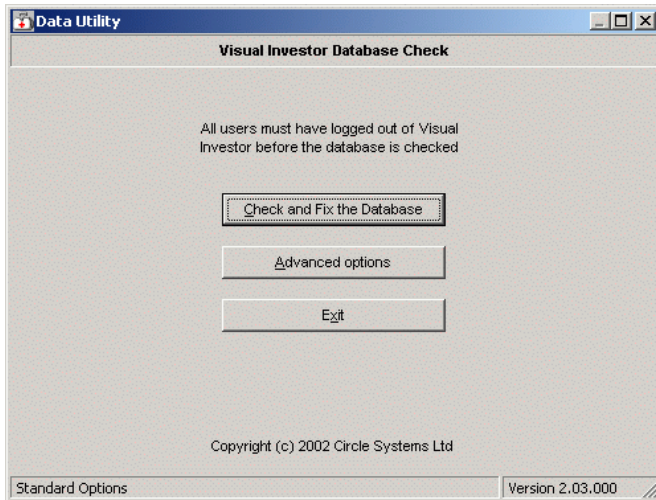 Data Utility
Visual Investor Database Check
All users must have logged out of Visual
Investor before the database is checked
Check and Fix the Database
Advanced options
Exit
Copyright (c) 2002 Circle Systems Ltd
Standard Options
Version 2.03.000